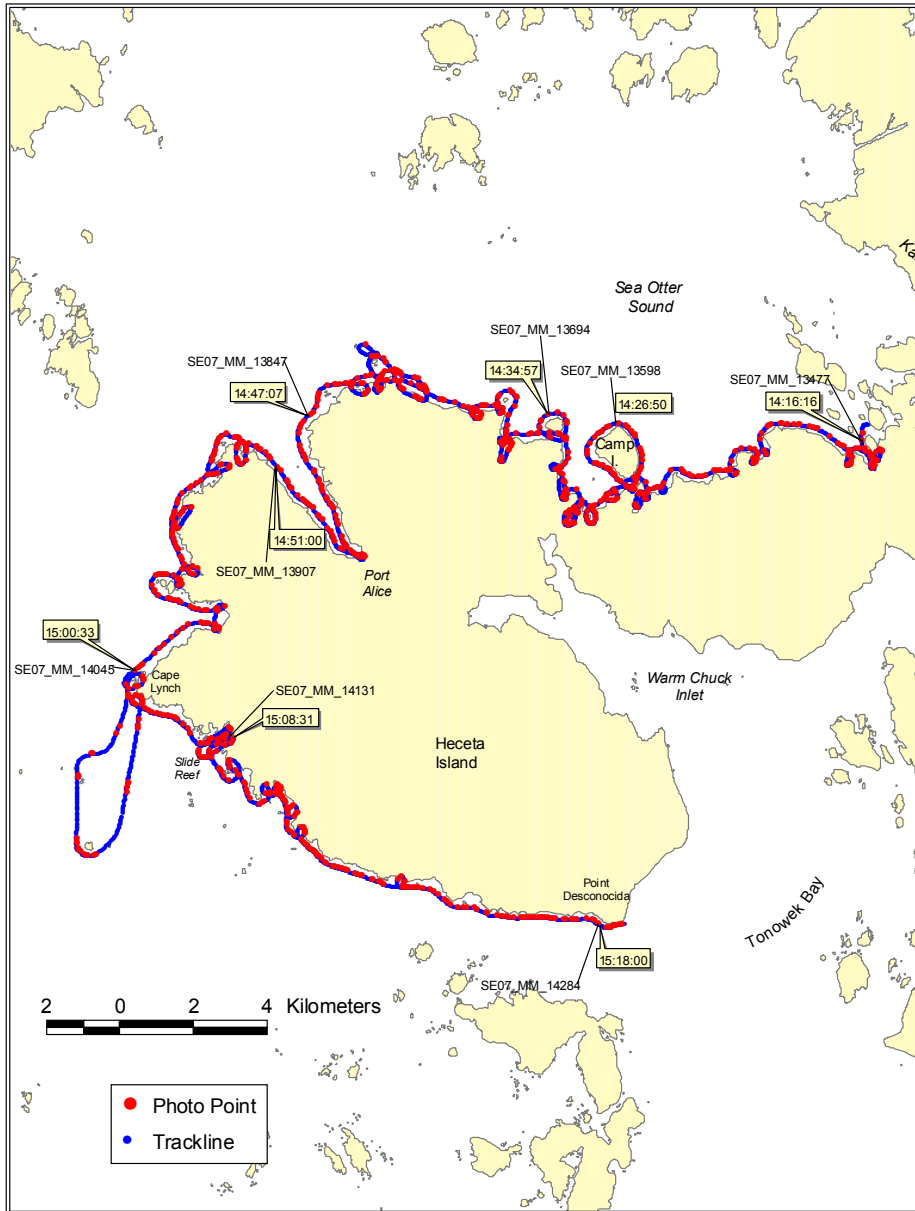 Ka
Sea Otter
Sound
SE07_MM_13694
SE07_MM_13847
14:34:57
SE07_MM_13598
SE07_MM_13477
14:47:07
14:26:50
14:16:16
Camp
I.
14:51:00
SE07_MM_13907
Port
Alice
15:00:33
SE07_MM_14045
Cape
Lynch
SE07_MM_14131
15:08:31
Warm Chuck
Inlet
Slide
Reef
Heceta
Island
Point
Desconocida
Tonowek Bay
15:18:00
SE07_MM_14284
2 0 2 4 Kilometers
Photo Point
Trackline